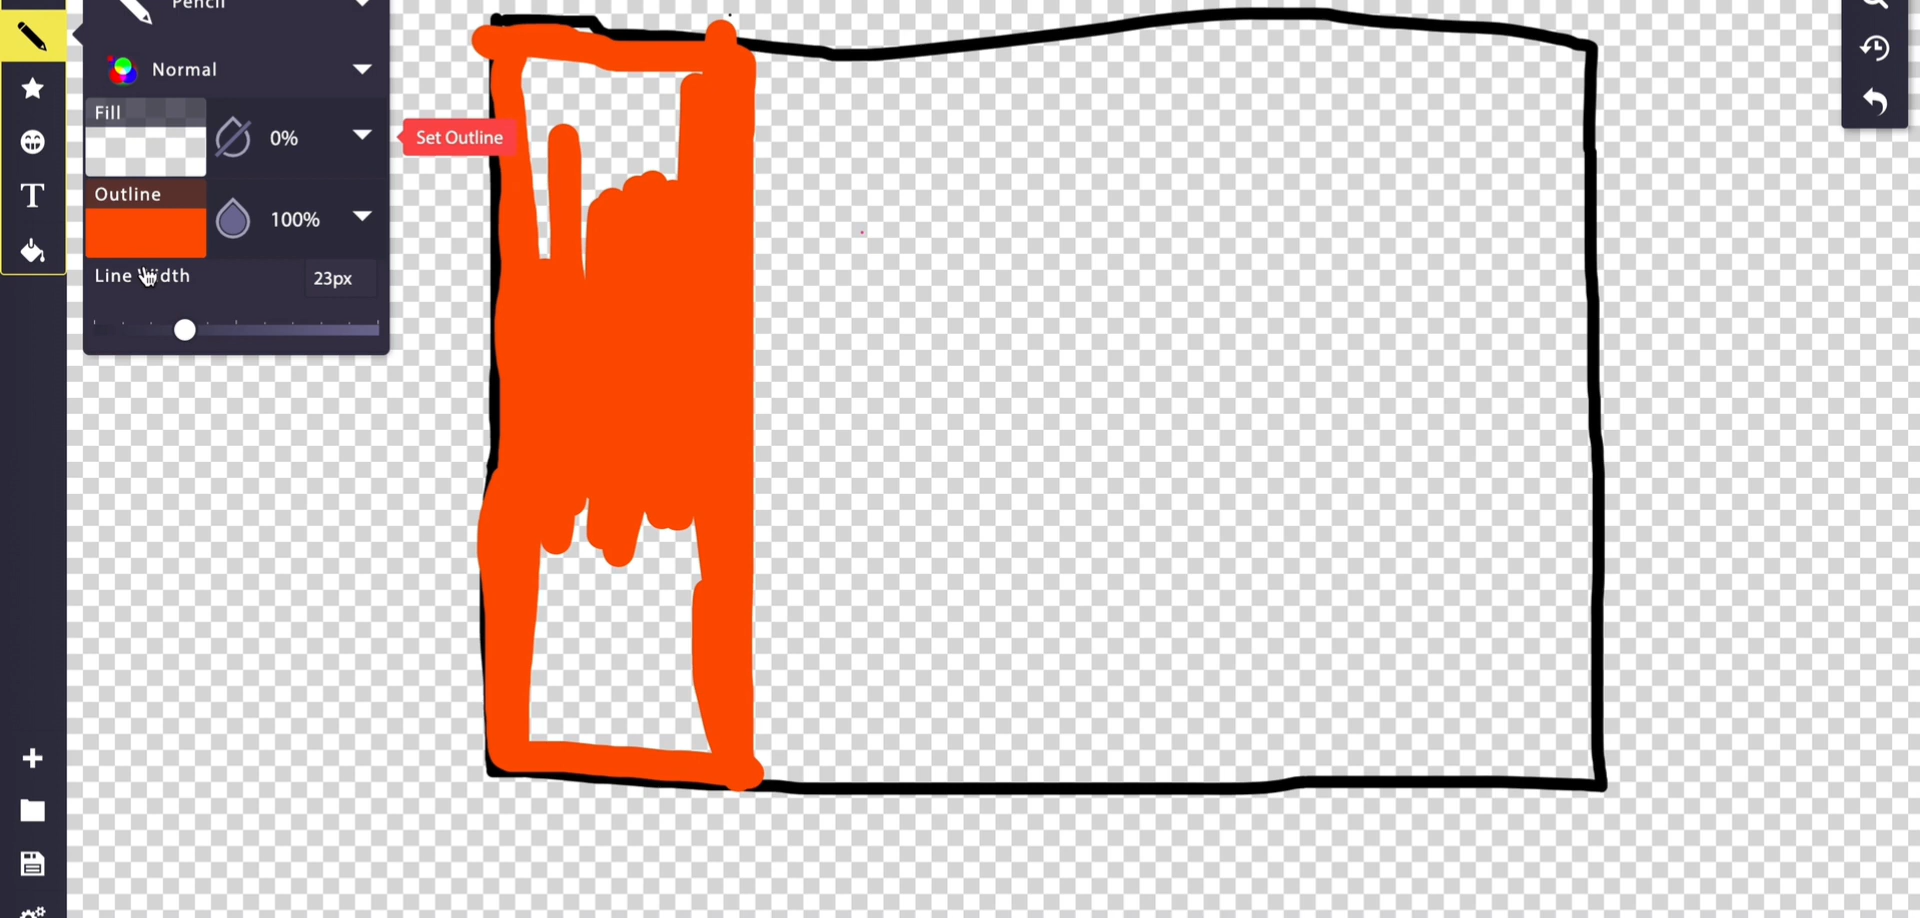 Pencil
Normal
Fill
0%
Set Outline
Outline
100%
Line Width
23px
T